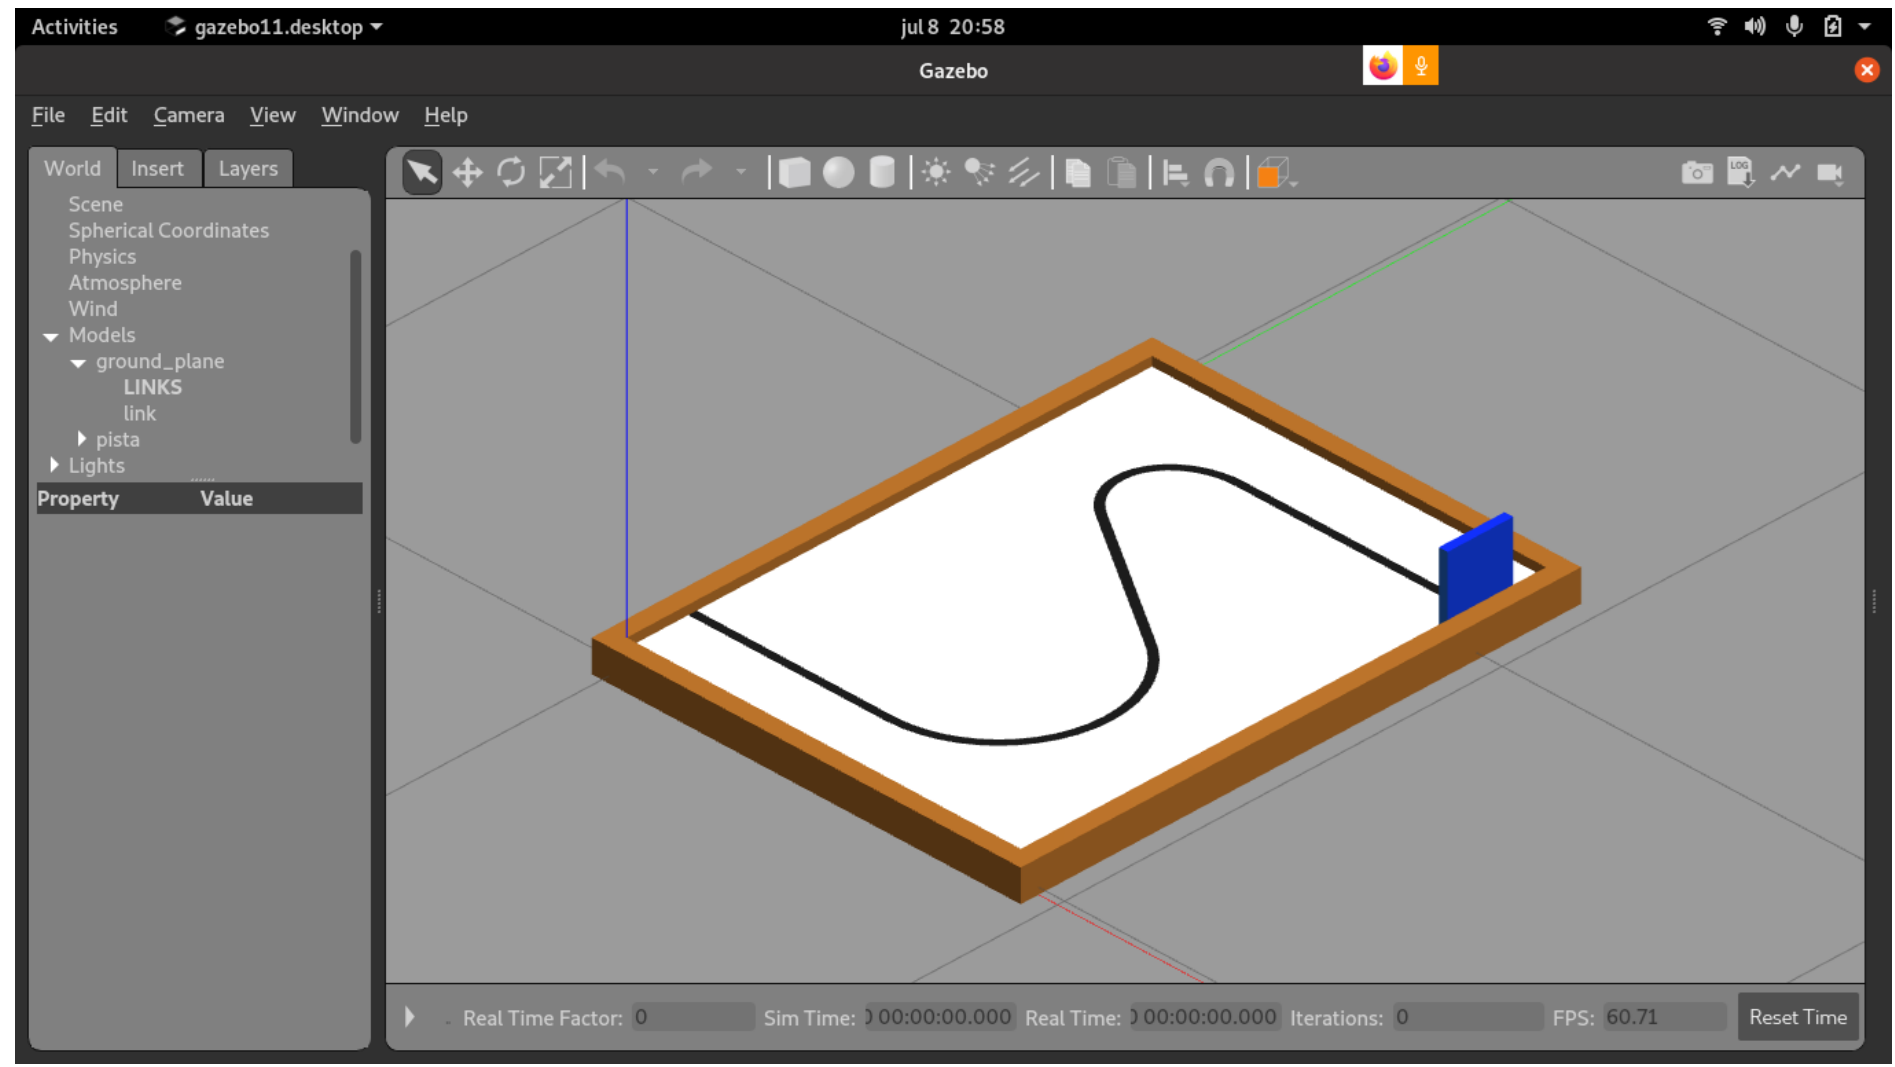 Activities gazebo11.desktop jul 8 20:58
Gazebo
File Edit Camera View Window Help
World Insert Layers
LOG
Scene
Spherical Coordinates
Physics
Atmosphere
Wind
Models
ground_plane
LINKS
link
pista
Lights
Property Value
Real Time Factor: 0 Sim Time: 00:00:00.000 Real Time: 00:00:00.000 Iterations: 0 FPS: 60.71 Reset Time